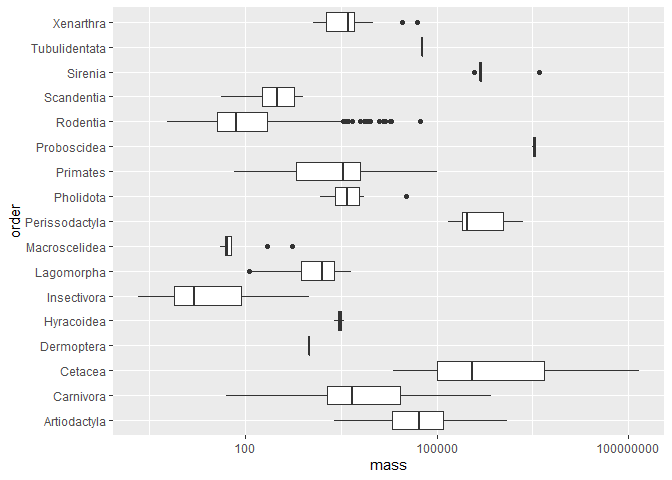 Xenarthra
Tubulidentata
Sirenia
Scandentia
Rodentia
Proboscidea
Primates
Pholidota
Perissodactyla
Macroscelidea
Lagomorpha
Insectivora
Hyracoidea
Dermoptera
Cetacea
Carnivora
Artiodactyla
order
100 100000 100000000
mass